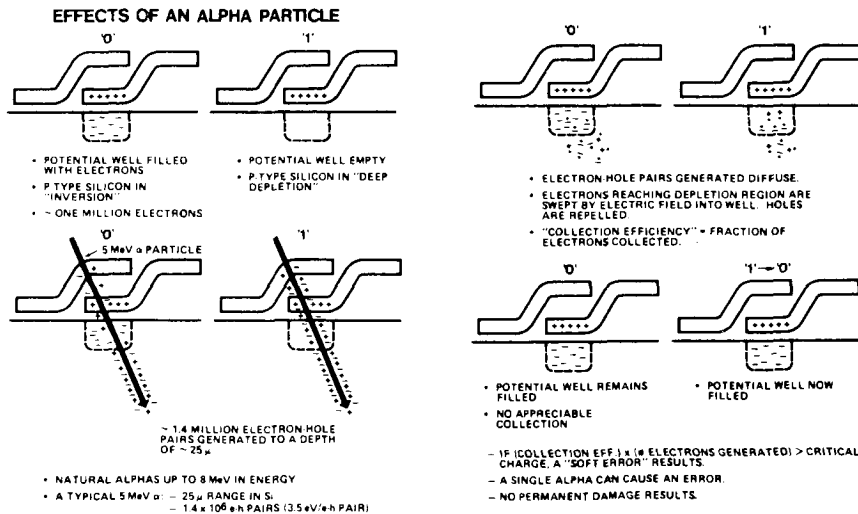 EFFECTS OF AN ALPHA PARTICLE
'0' '1'
• POTENTIAL WELL FILLED
WITH ELECTRONS
• P-TYPE SILICON IN
"INVERSION"
• ~ ONE MILLION ELECTRONS
• POTENTIAL WELL EMPTY
• P-TYPE SILICON IN "DEEP
DEPLETION"
'0' '1'
5 MeV α PARTICLE
~ 1.4 MILLION ELECTRON-HOLE
PAIRS GENERATED TO A DEPTH
OF ~ 25μ
• NATURAL ALPHAS UP TO 8 MeV IN ENERGY
• A TYPICAL 5 MeV α: – 25μ RANGE IN Si
– 1.4 x 10⁶ e-h PAIRS (3.5 eV/e-h PAIR)
'0' '1'
• ELECTRON-HOLE PAIRS GENERATED DIFFUSE.
• ELECTRONS REACHING DEPLETION REGION ARE
SWEPT BY ELECTRIC FIELD INTO WELL. HOLES
ARE REPELLED.
• "COLLECTION EFFICIENCY" = FRACTION OF
ELECTRONS COLLECTED.
'0' '1' → '0'
• POTENTIAL WELL REMAINS
FILLED
• NO APPRECIABLE
COLLECTION
• POTENTIAL WELL NOW
FILLED
– IF (COLLECTION EFF.) x (# ELECTRONS GENERATED) > CRITICAL
CHARGE, A "SOFT ERROR" RESULTS.
– A SINGLE ALPHA CAN CAUSE AN ERROR.
– NO PERMANENT DAMAGE RESULTS.